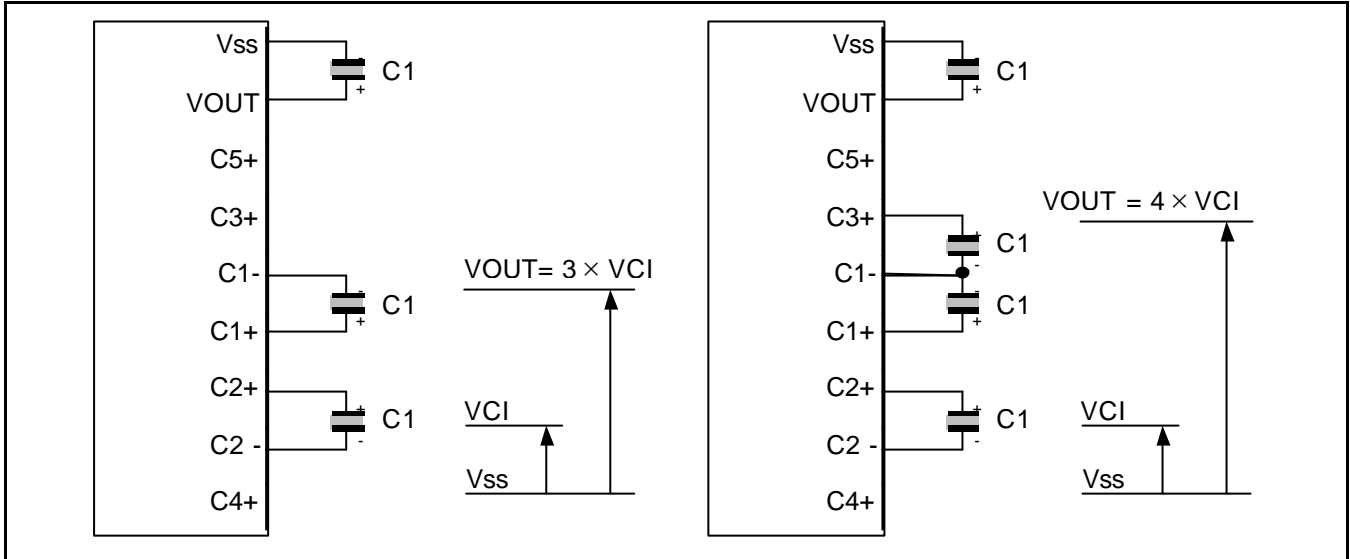 Vss
- C1
VOUT +
C5+
C3+
C1- -
VOUT= 3 × VCI
C1
C1+ +
C2+ +
C1
VCI
C2 - -
Vss
C4+
Vss
- C1
VOUT +
C5+
VOUT = 4 × VCI
C3+ +
C1
C1- -
-
C1
C1+ +
C2+ +
C1
VCI
C2 - -
Vss
C4+